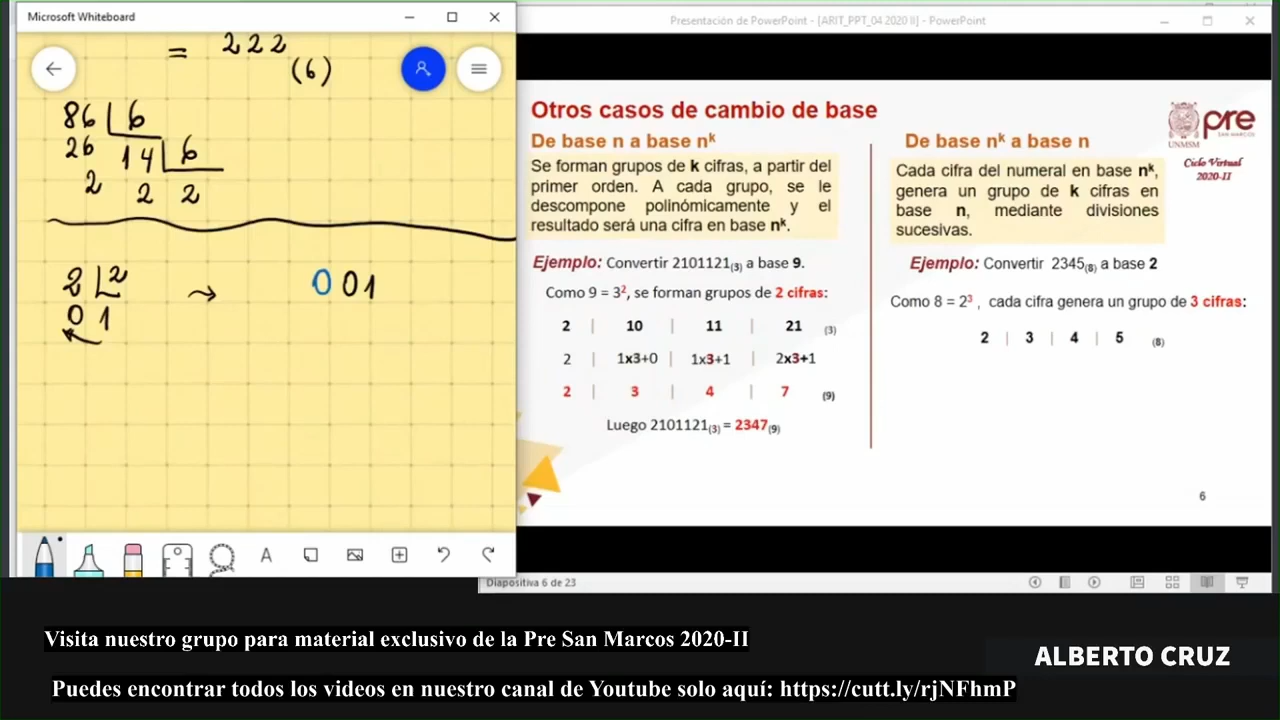 Microsoft Whiteboard
= 222
(6)
86 6
26 14 6
2 2 2
2 2 → 0 0 1
0 1
Presentación de PowerPoint - [ARIT_PPT_04 2020 II] - PowerPoint
Otros casos de cambio de base
De base n a base nᵏ
Se forman grupos de k cifras, a partir del
primer orden. A cada grupo, se le
descompone polinómicamente y el
resultado será una cifra en base nᵏ.
Ejemplo: Convertir 2101121₍₃₎ a base 9.
Como 9 = 3², se forman grupos de 2 cifras:
2 | 10 | 11 | 21 (3)
2 | 1x3+0 | 1x3+1 | 2x3+1
2 | 3 | 4 | 7 (9)
Luego 2101121₍₃₎ = 2347₍₉₎
De base nᵏ a base n
Cada cifra del numeral en base nᵏ,
genera un grupo de k cifras en
base n, mediante divisiones
sucesivas.
Ejemplo: Convertir 2345₍₈₎ a base 2
Como 8 = 2³ , cada cifra genera un grupo de 3 cifras:
2 | 3 | 4 | 5 (8)
UNMSM
pre
SAN MARCOS
Ciclo Virtual
2020-II
6
Diapositiva 6 de 23
Visita nuestro grupo para material exclusivo de la Pre San Marcos 2020-II
ALBERTO CRUZ
Puedes encontrar todos los videos en nuestro canal de Youtube solo aquí: https://cutt.ly/rjNFhmP